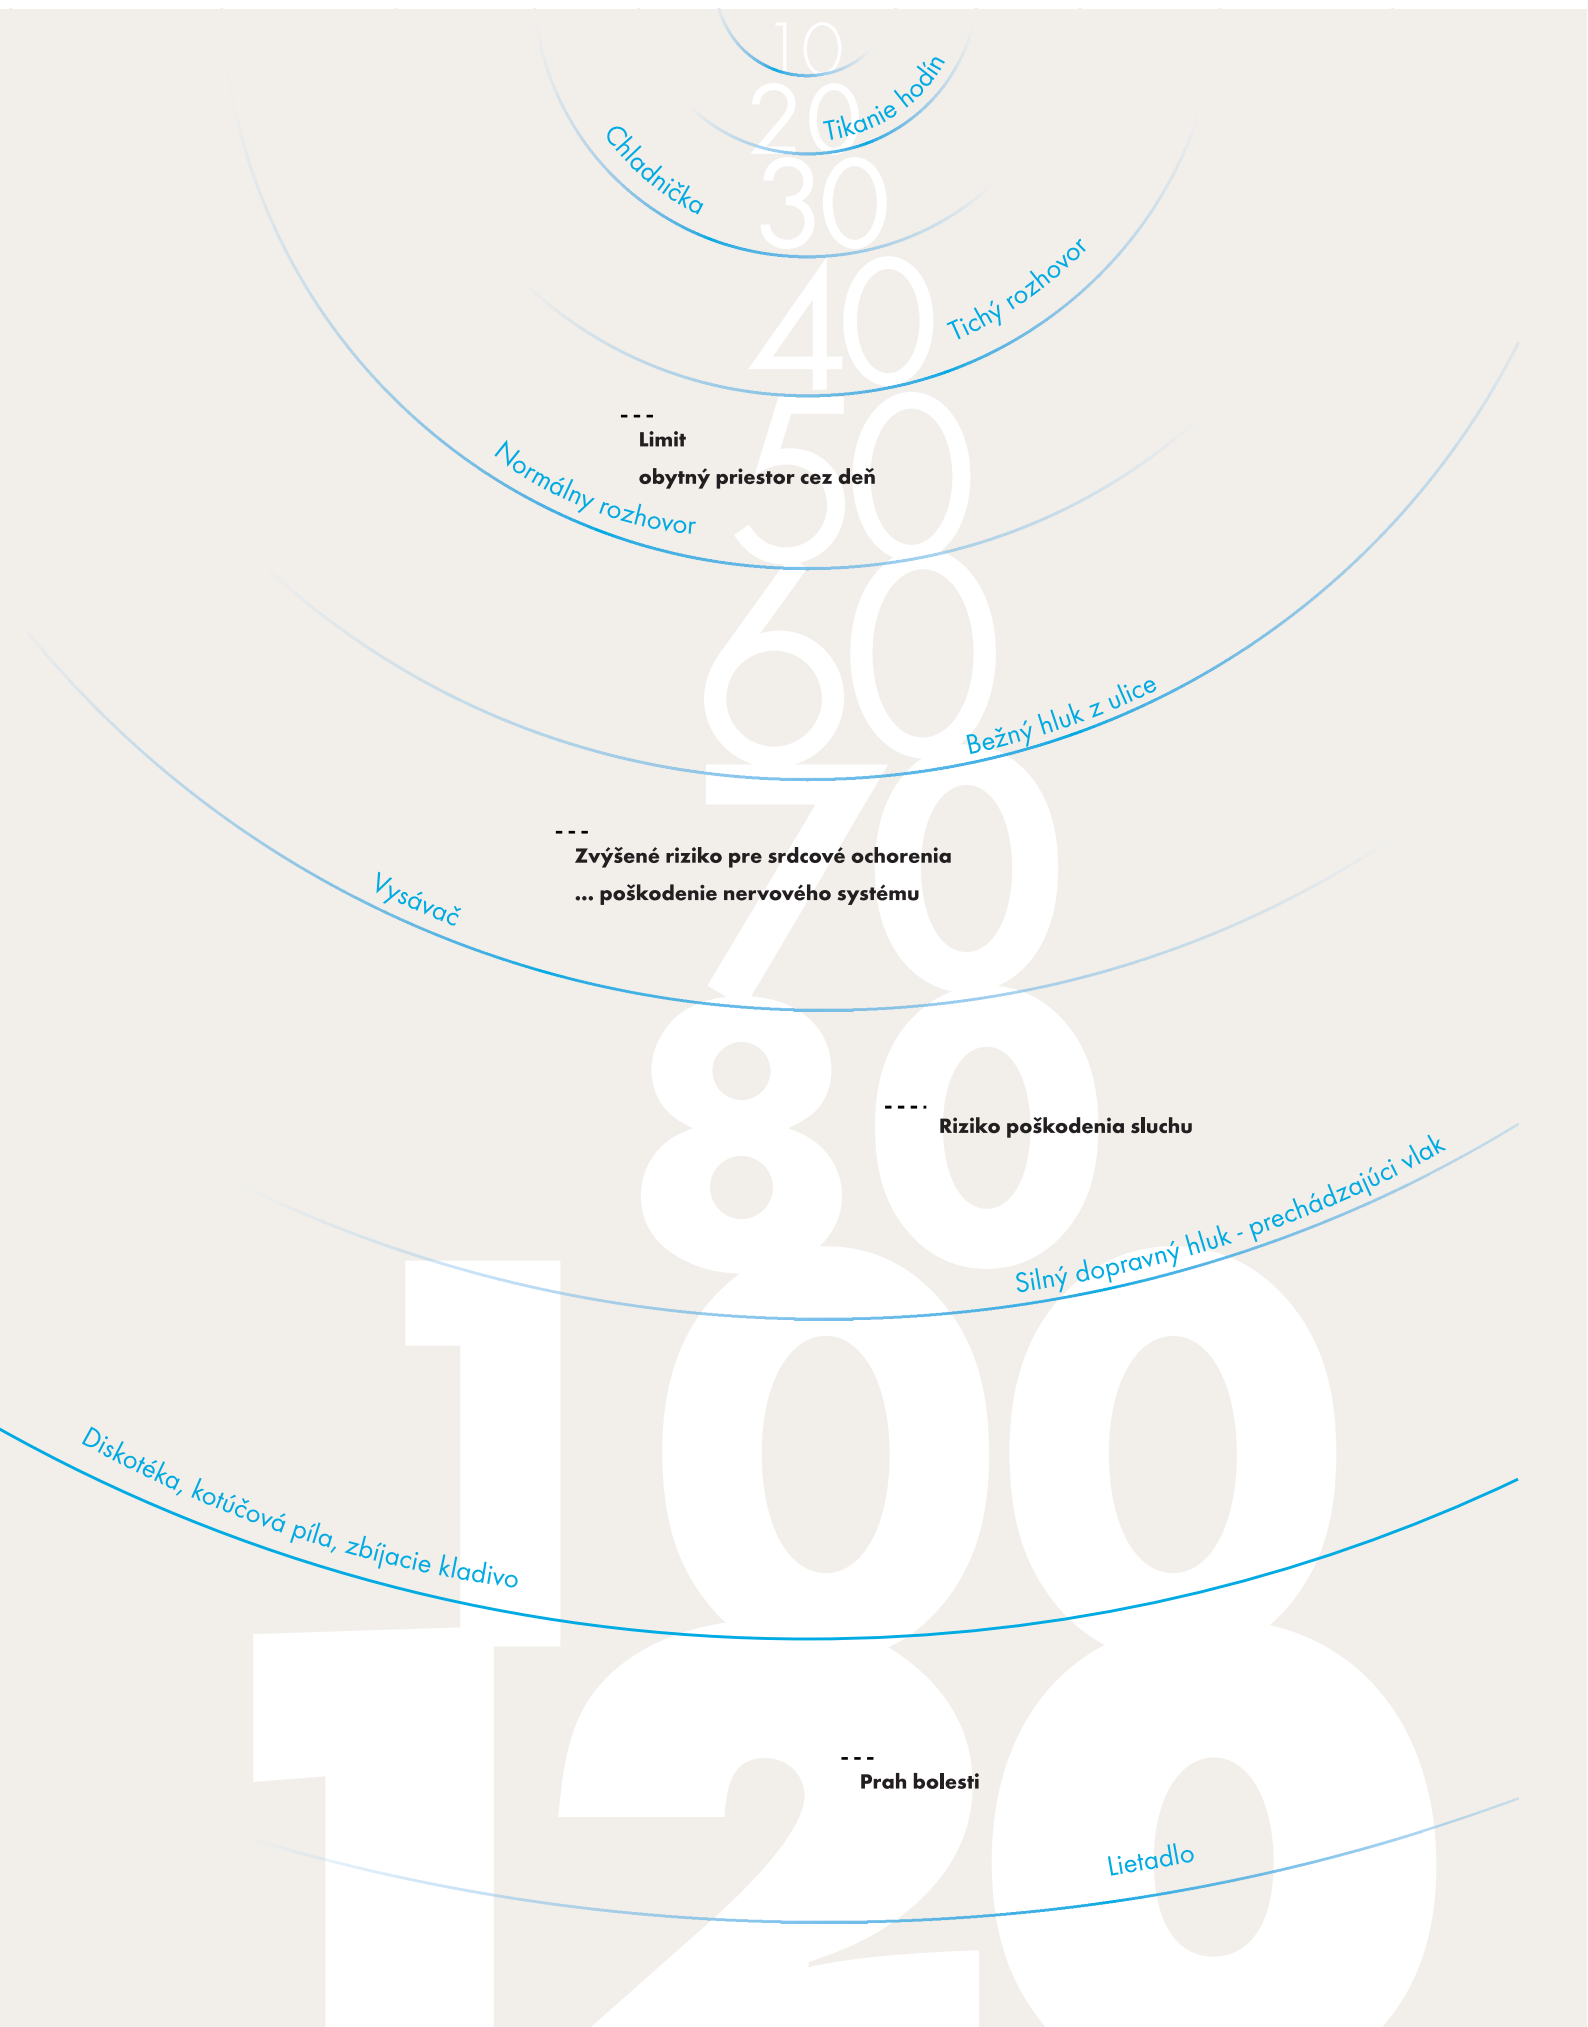 10
Tikanie hodín
20
Chladnička
30
Tichý rozhovor
40
Limit
obytný priestor cez deň
Normálny rozhovor
50
60
Bežný hluk z ulice
70
Zvýšené riziko pre srdcové ochorenia
... poškodenie nervového systému
Vysávač
80
Riziko poškodenia sluchu
Silný dopravný hluk - prechádzajúci vlak
100
Diskotéka, kotúčová píla, zbíjacie kladivo
120
Prah bolesti
Lietadlo